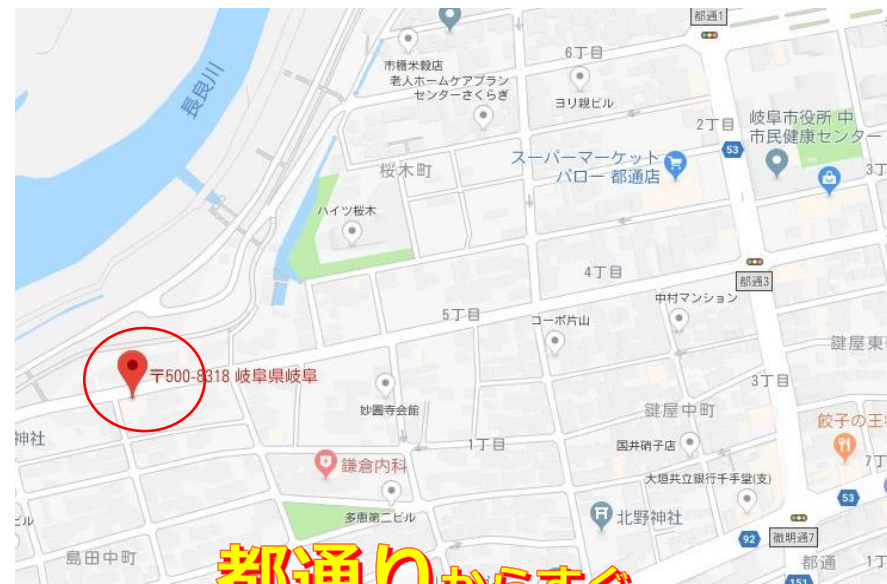 都通1
6丁目
市橋米穀店
老人ホームケアプラン
センターさくらぎ
ヨリ親ビル
2丁目
岐阜市役所 中
市民健康センター
長良川
桜木町
スーパーマーケット
バロー 都通店
53
3丁
ハイツ桜木
4丁目
都通3
中村マンション
5丁目
コーポ片山
鍵屋東
〒500-8318 岐阜県岐阜
3丁目
妙圓寺会館
鍵屋中町
餃子の王
神社
1丁目
国井硝子店
鎌倉内科
7丁
大垣共立銀行千手堂(支)
53
多恵第二ビル
北野神社
92
徹明通7
島田中町
都通
1丁
151
都通りからすぐ